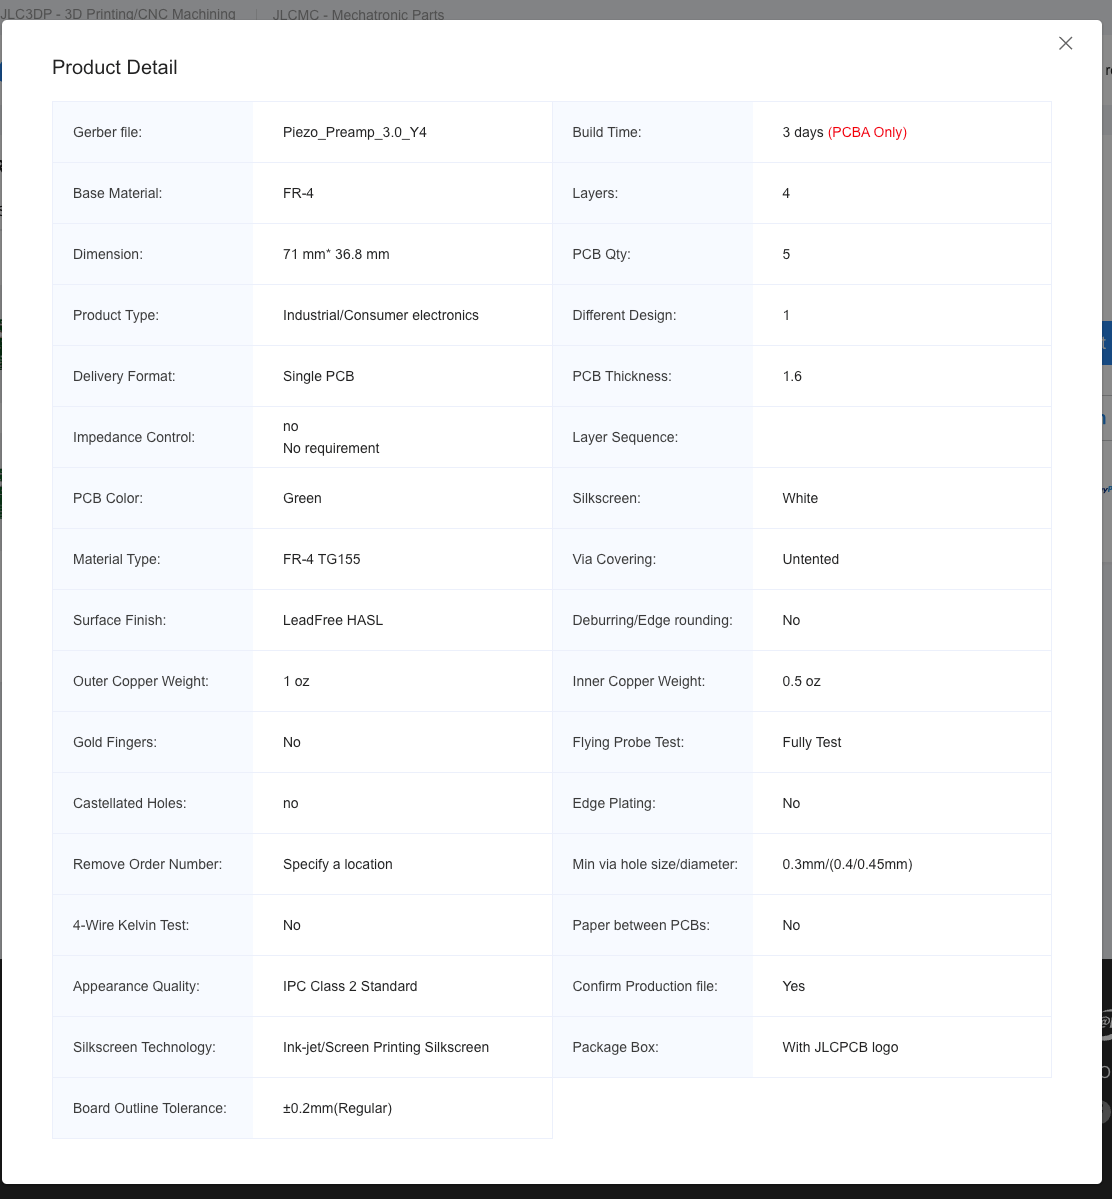 JLC3DP - 3D Printing/CNC Machining
JLCMC - Mechatronic Parts
Product Detail
Gerber file: Piezo_Preamp_3.0_Y4 Build Time: 3 days (PCBA Only)
Base Material: FR-4 Layers: 4
Dimension: 71 mm* 36.8 mm PCB Qty: 5
Product Type: Industrial/Consumer electronics Different Design: 1
Delivery Format: Single PCB PCB Thickness: 1.6
Impedance Control: no
No requirement
Layer Sequence:
PCB Color: Green Silkscreen: White
Material Type: FR-4 TG155 Via Covering: Untented
Surface Finish: LeadFree HASL Deburring/Edge rounding: No
Outer Copper Weight: 1 oz Inner Copper Weight: 0.5 oz
Gold Fingers: No Flying Probe Test: Fully Test
Castellated Holes: no Edge Plating: No
Remove Order Number: Specify a location Min via hole size/diameter: 0.3mm/(0.4/0.45mm)
4-Wire Kelvin Test: No Paper between PCBs: No
Appearance Quality: IPC Class 2 Standard Confirm Production file: Yes
Silkscreen Technology: Ink-jet/Screen Printing Silkscreen Package Box: With JLCPCB logo
Board Outline Tolerance: ±0.2mm(Regular)